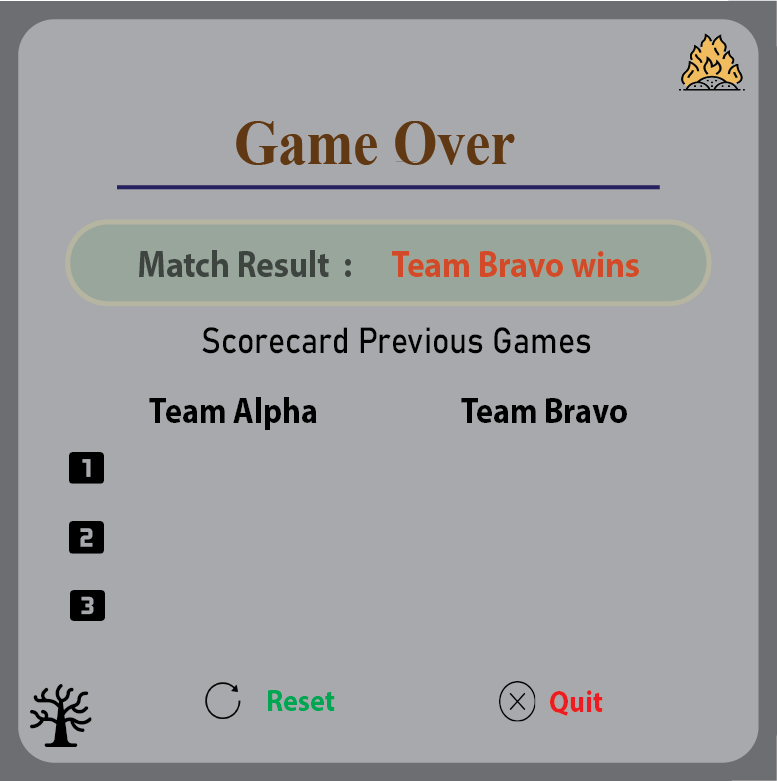 Game Over
Match Result : Team Bravo wins
Scorecard Previous Games
Team Alpha Team Bravo
1
2
3
Reset Quit